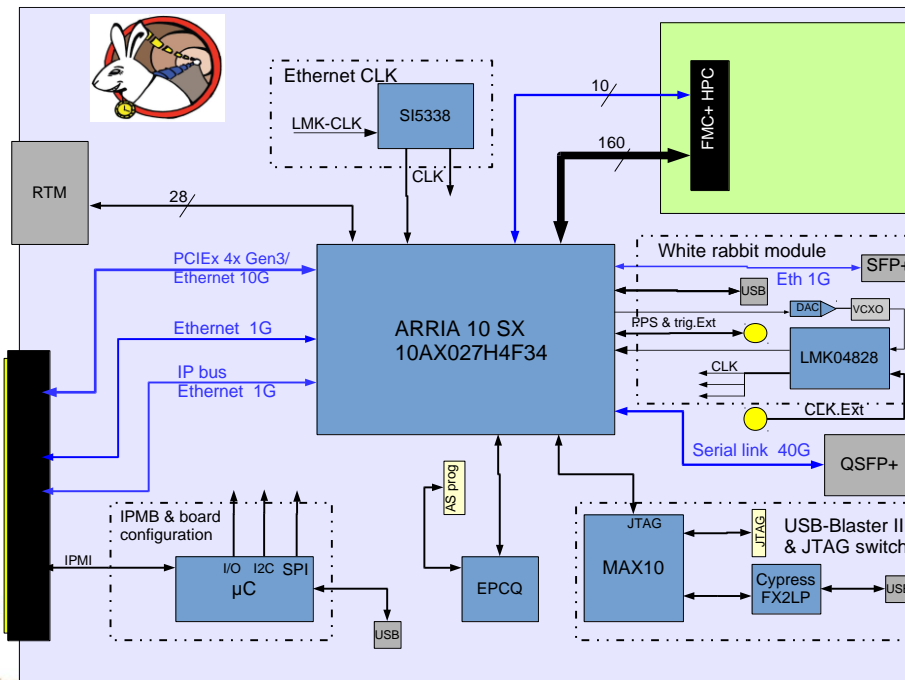 Ethernet CLK
LMK-CLK
SI5338
CLK
10
160
FMC+ HPC
RTM
28
PCIEx 4x Gen3/
Ethernet 10G
Ethernet 1G
IP bus
Ethernet 1G
ARRIA 10 SX
10AX027H4F34
White rabbit module
SFP+
Eth 1G
USB
DAC
VCXO
PPS & trig.Ext
LMK04828
CLK
CLK.Ext
Serial link 40G
QSFP+
IPMB & board
configuration
I/O
I2C
SPI
µC
IPMI
USB
AS prog
EPCQ
JTAG
MAX10
JTAG
USB-Blaster II
& JTAG switch
Cypress
FX2LP
USB